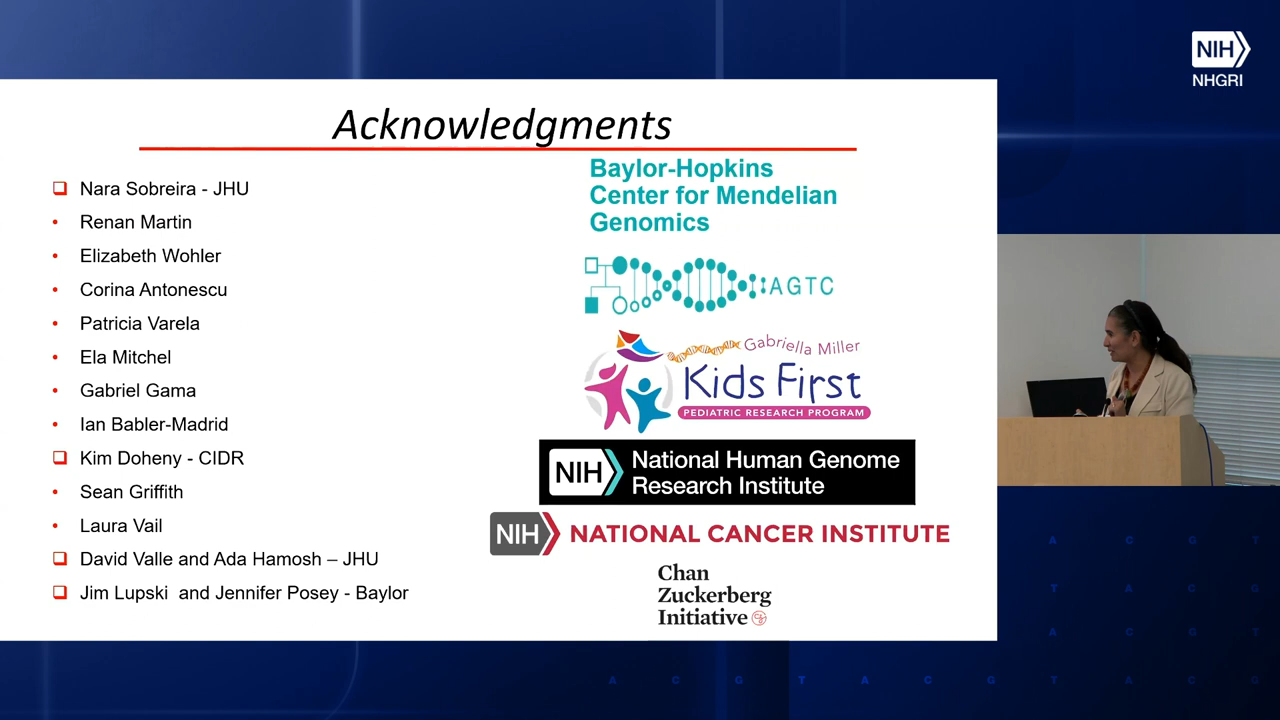 NIH
NHGRI
Acknowledgments
Nara Sobreira - JHU
Renan Martin
Elizabeth Wohler
Corina Antonescu
Patricia Varela
Ela Mitchel
Gabriel Gama
Ian Babler-Madrid
Kim Doheny - CIDR
Sean Griffith
Laura Vail
David Valle and Ada Hamosh – JHU
Jim Lupski and Jennifer Posey - Baylor
Baylor-Hopkins
Center for Mendelian
Genomics
AGTC
Gabriella Miller
Kids First
PEDIATRIC RESEARCH PROGRAM
NIH National Human Genome
Research Institute
NIH NATIONAL CANCER INSTITUTE
Chan
Zuckerberg
Initiative
A C G T
T A C G
A C G T
A C G T A C G T A C G